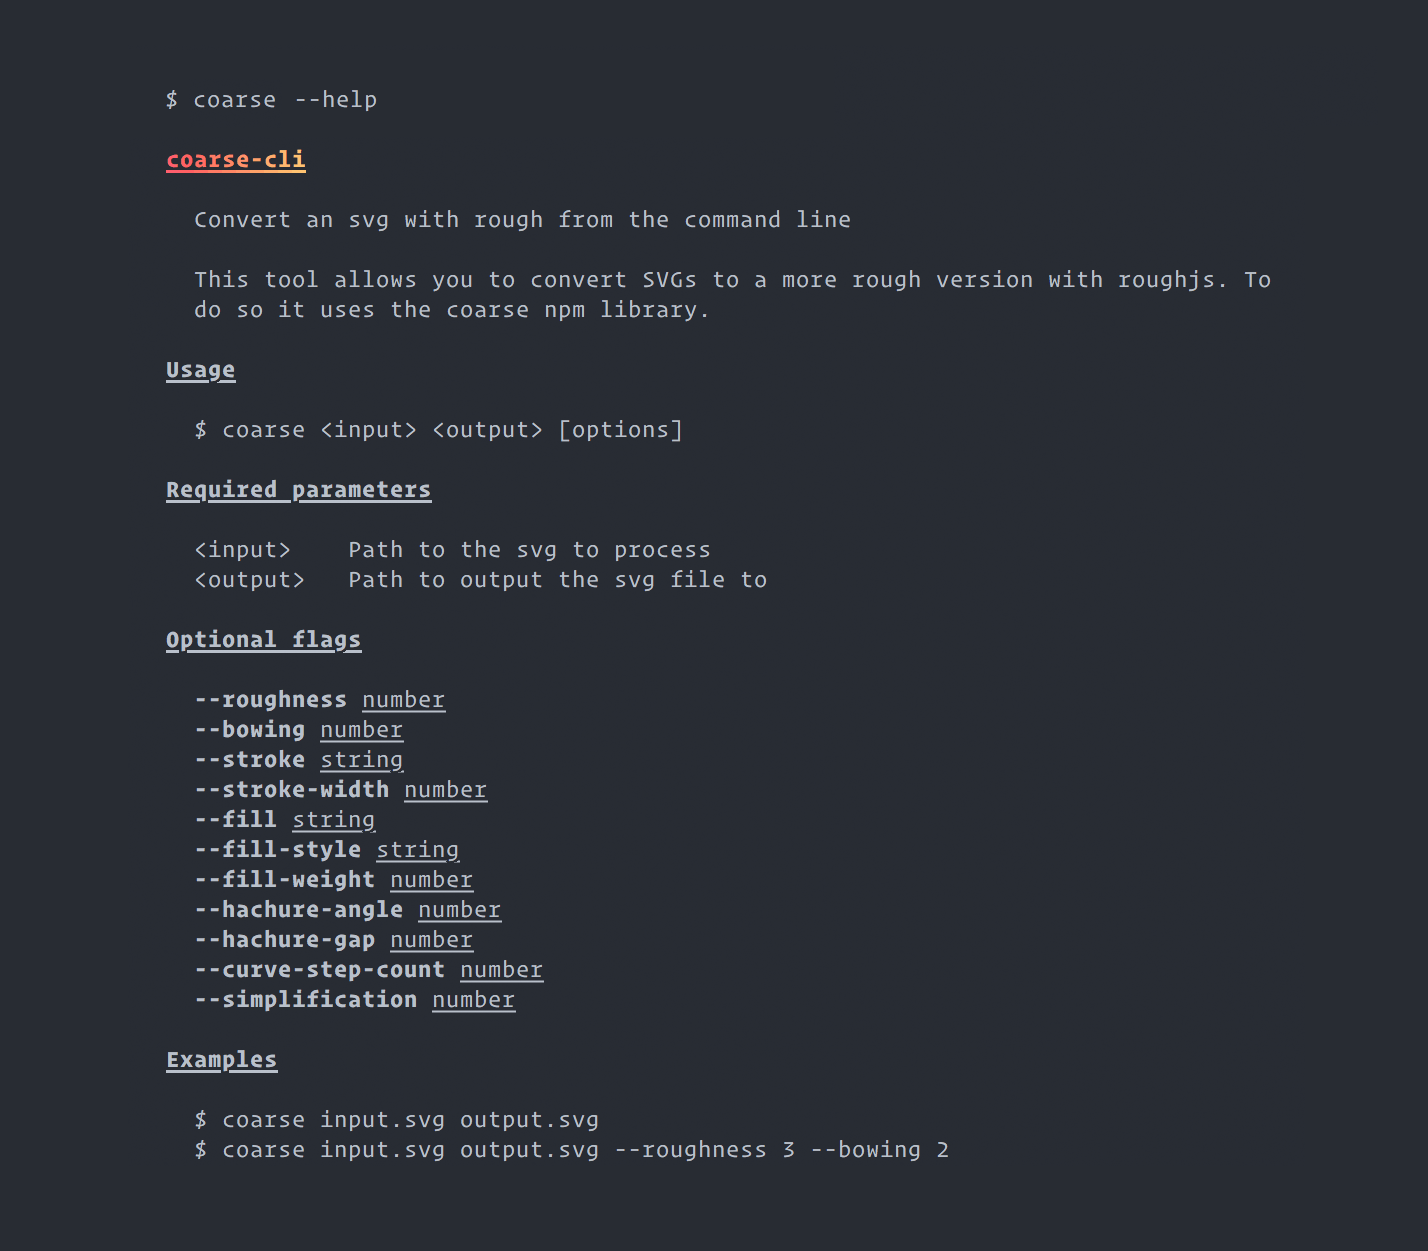 $ coarse --help
coarse-cli
Convert an svg with rough from the command line
This tool allows you to convert SVGs to a more rough version with roughjs. To
do so it uses the coarse npm library.
Usage
$ coarse <input> <output> [options]
Required parameters
<input>    Path to the svg to process
<output>   Path to output the svg file to
Optional flags
--roughness number
--bowing number
--stroke string
--stroke-width number
--fill string
--fill-style string
--fill-weight number
--hachure-angle number
--hachure-gap number
--curve-step-count number
--simplification number
Examples
$ coarse input.svg output.svg
$ coarse input.svg output.svg --roughness 3 --bowing 2